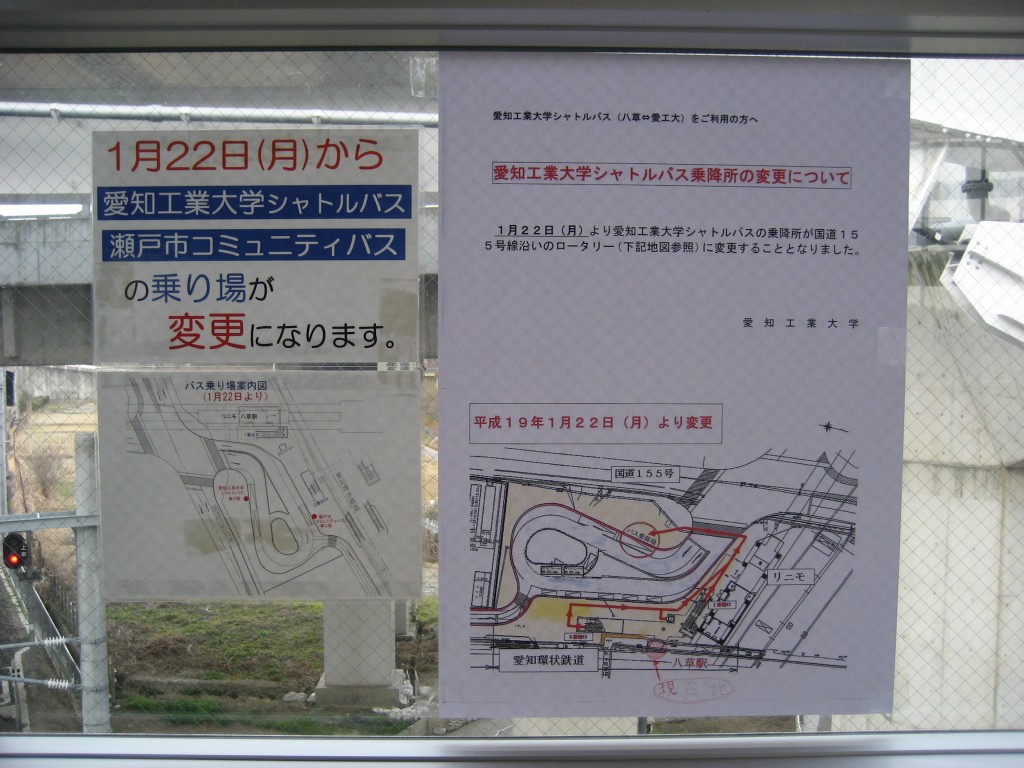 1月22日(月)から
愛知工業大学シャトルバス
瀬戸市コミュニティバス
の乗り場が
変更になります。
バス乗り場案内図
(1月22日より)
リニモ 八草駅
愛知工業大学シャトルバス（八草⇔愛工大）をご利用の方へ
愛知工業大学シャトルバス乗降所の変更について
１月２２日（月）より愛知工業大学シャトルバスの乗降所が国道１５
５号線沿いのロータリー（下記地図参照）に変更することとなりました。
愛知工業大学
平成１９年１月２２日（月）より変更
国道１５５号
バス乗降場
リニモ
愛知環状鉄道
八草駅
現在地